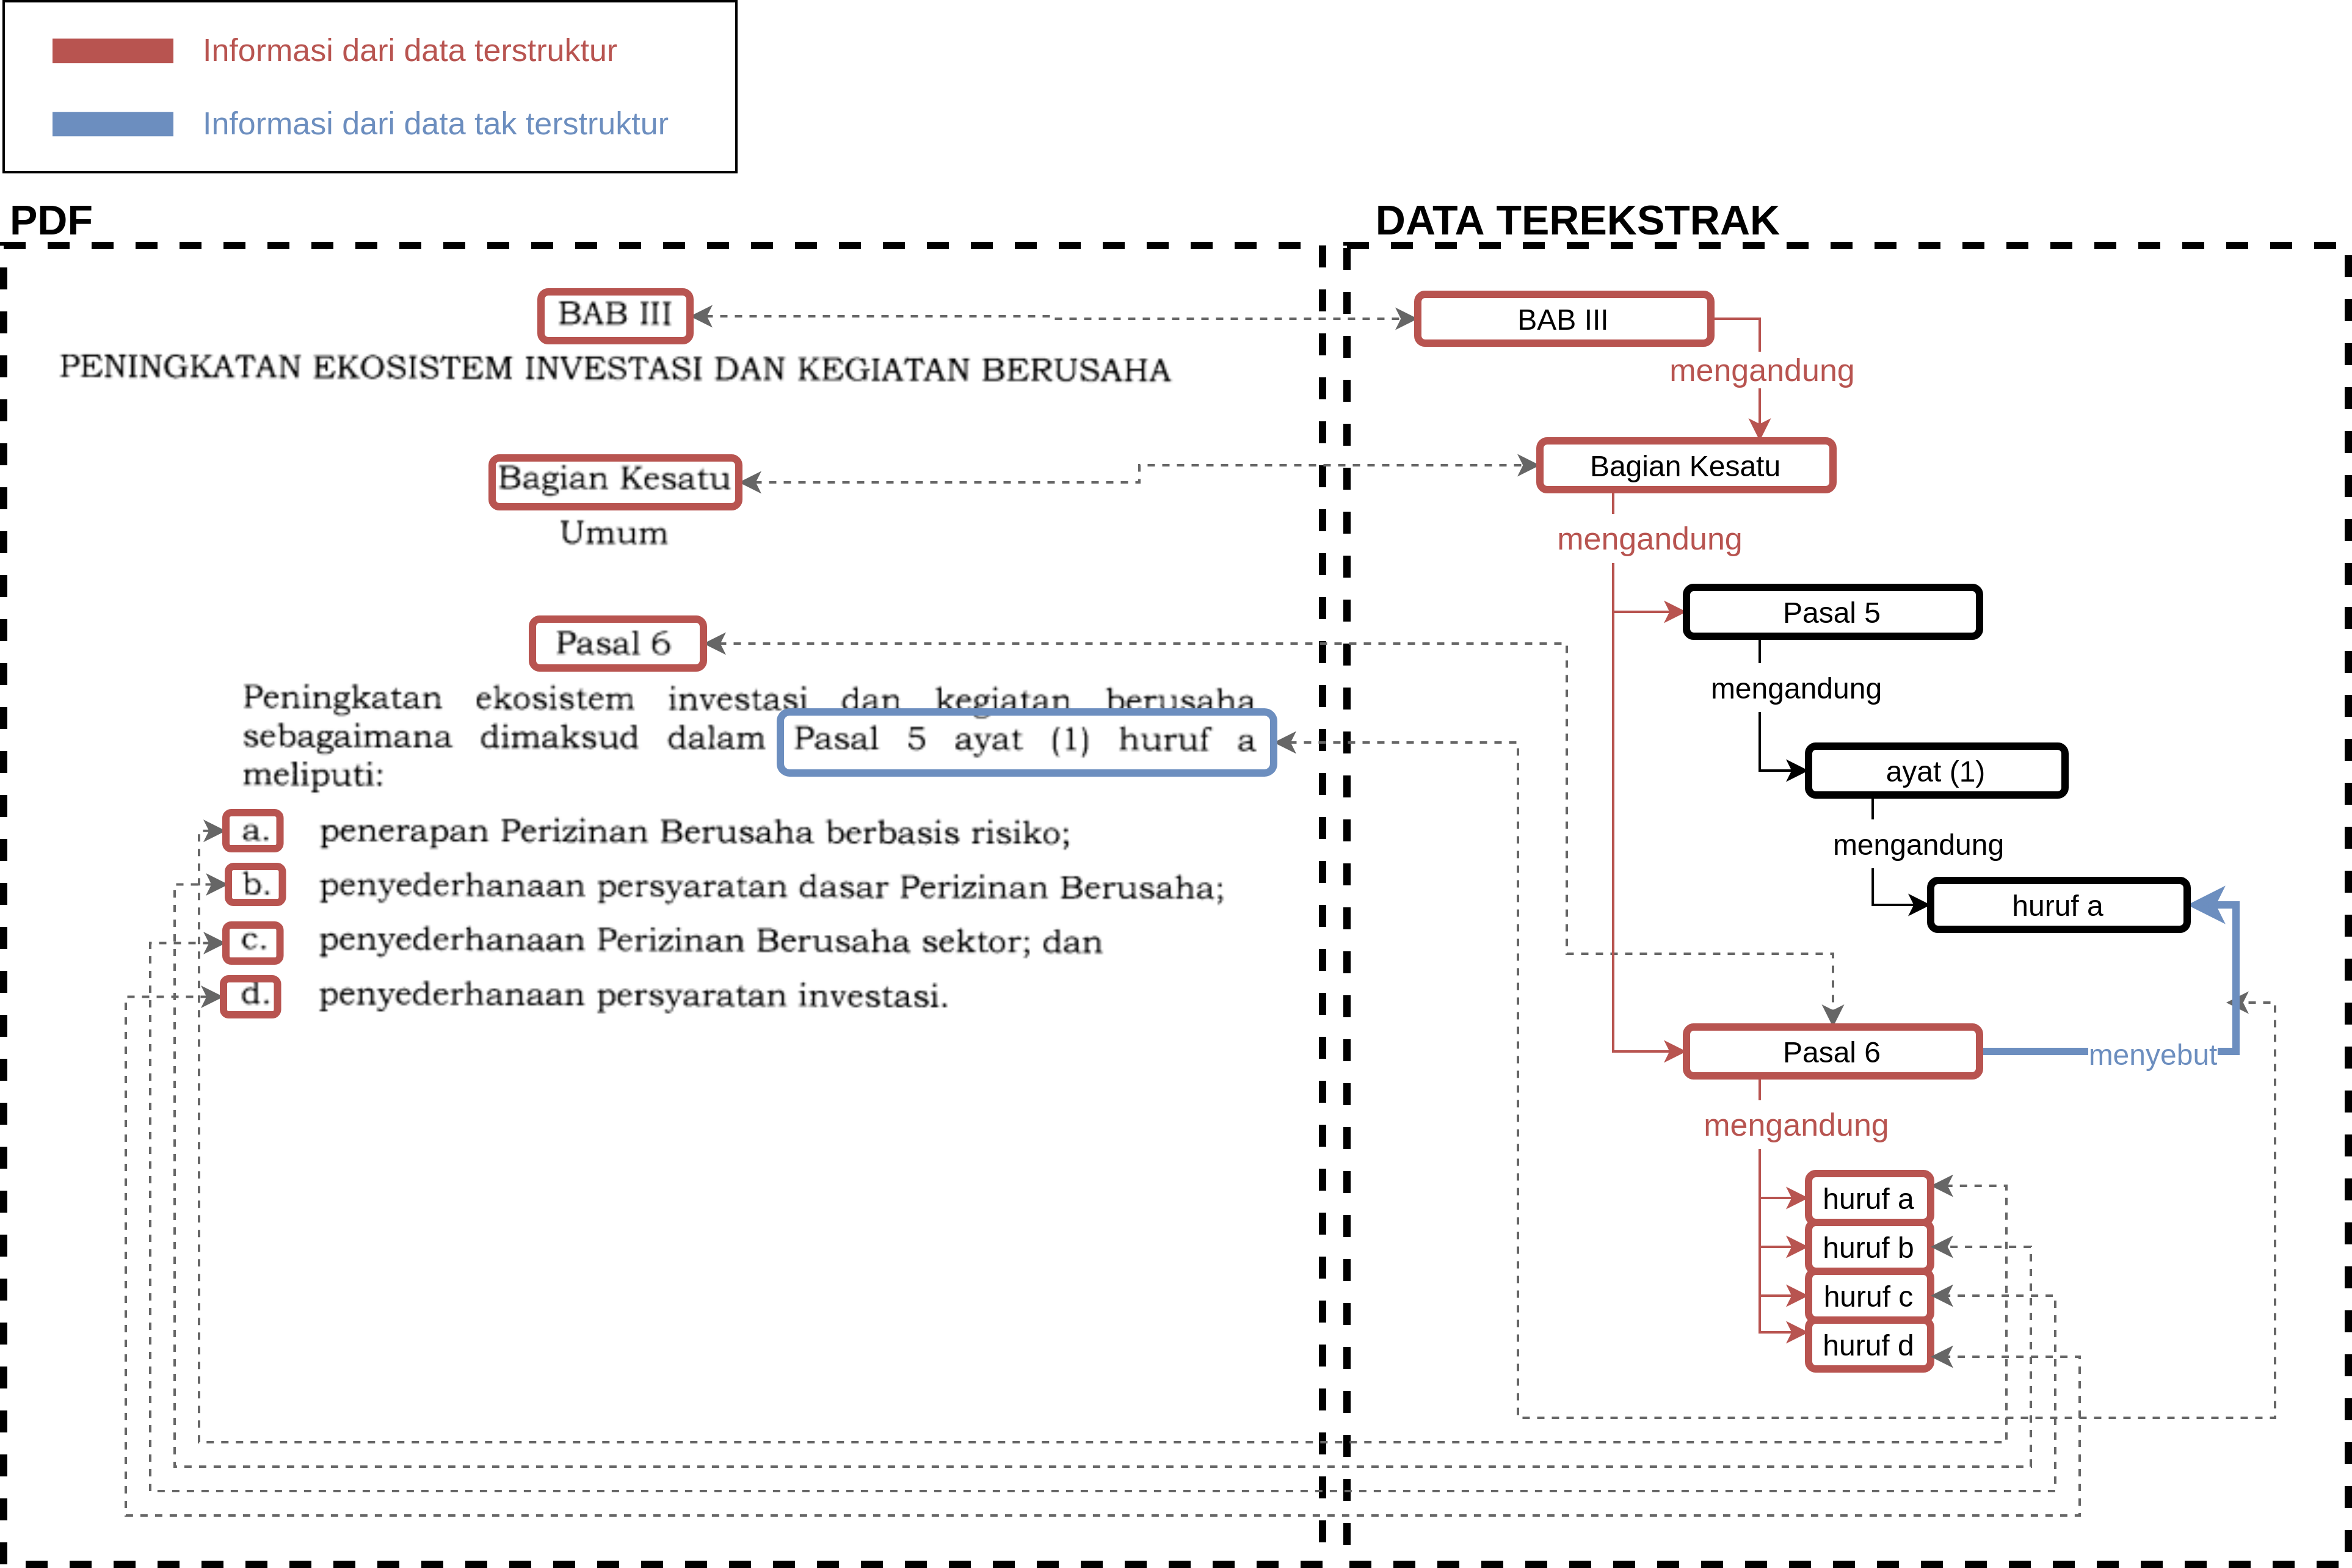 Informasi dari data terstruktur
Informasi dari data tak terstruktur
PDF
BAB III
PENINGKATAN EKOSISTEM INVESTASI DAN KEGIATAN BERUSAHA
Bagian Kesatu
Umum
Pasal 6
Peningkatan ekosistem investasi dan kegiatan berusaha
sebagaimana dimaksud dalam Pasal 5 ayat (1) huruf a
meliputi:
a. penerapan Perizinan Berusaha berbasis risiko;
b. penyederhanaan persyaratan dasar Perizinan Berusaha;
c. penyederhanaan Perizinan Berusaha sektor; dan
d. penyederhanaan persyaratan investasi.
DATA TEREKSTRAK
BAB III
mengandung
Bagian Kesatu
mengandung
Pasal 5
mengandung
ayat (1)
mengandung
huruf a
Pasal 6
menyebut
mengandung
huruf a
huruf b
huruf c
huruf d